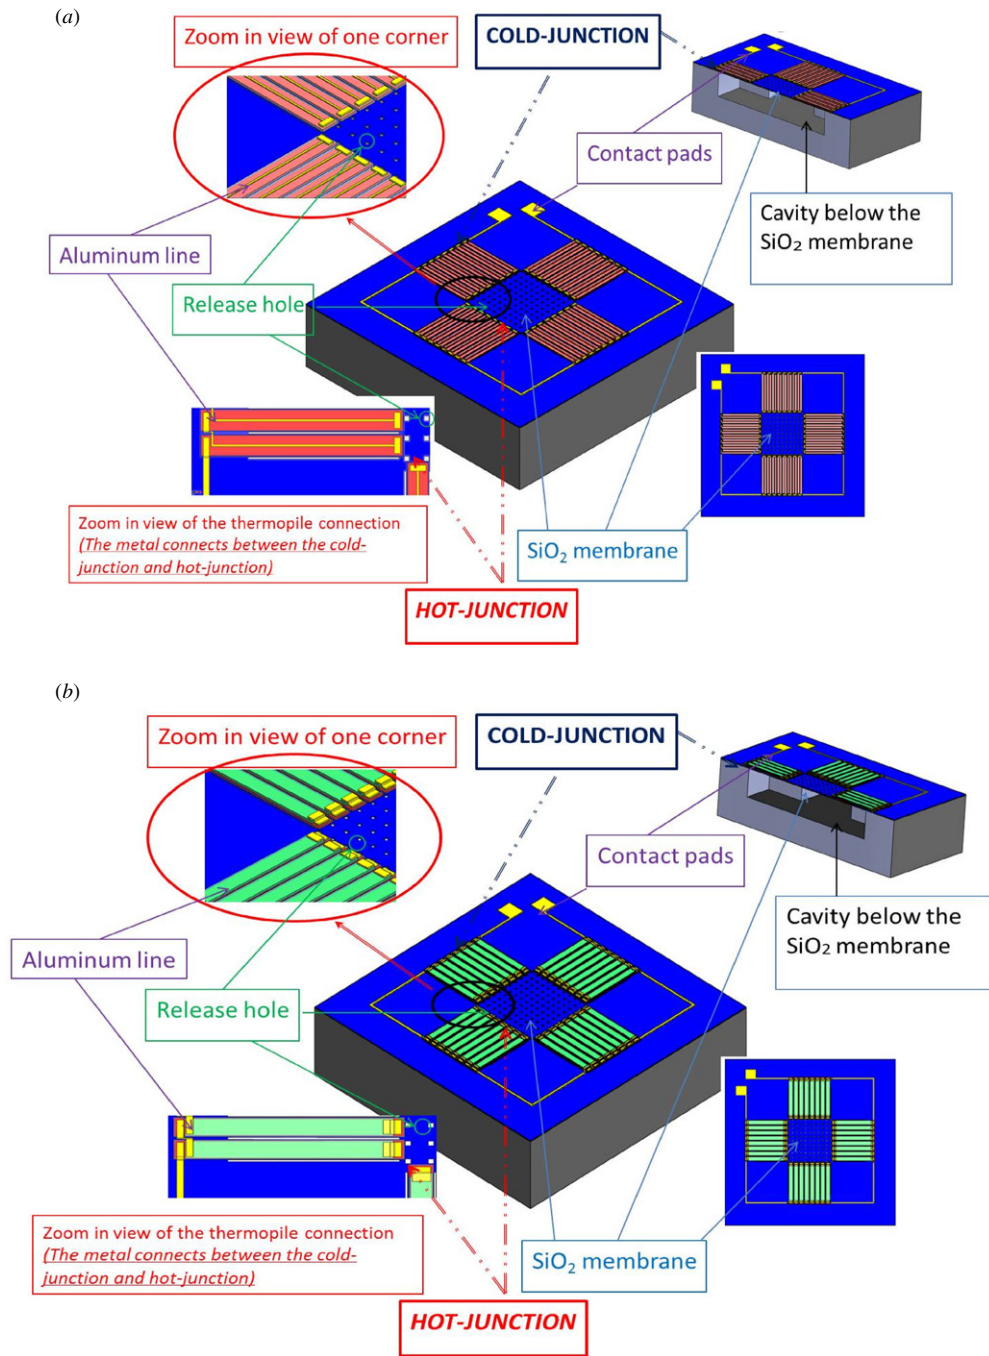 (a)
Zoom in view of one corner
COLD-JUNCTION
Contact pads
Cavity below the
SiO₂ membrane
Aluminum line
Release hole
Zoom in view of the thermopile connection
(The metal connects between the cold-
junction and hot-junction)
SiO₂ membrane
HOT-JUNCTION
(b)
Zoom in view of one corner
COLD-JUNCTION
Contact pads
Cavity below the
SiO₂ membrane
Aluminum line
Release hole
Zoom in view of the thermopile connection
(The metal connects between the cold-
junction and hot-junction)
SiO₂ membrane
HOT-JUNCTION